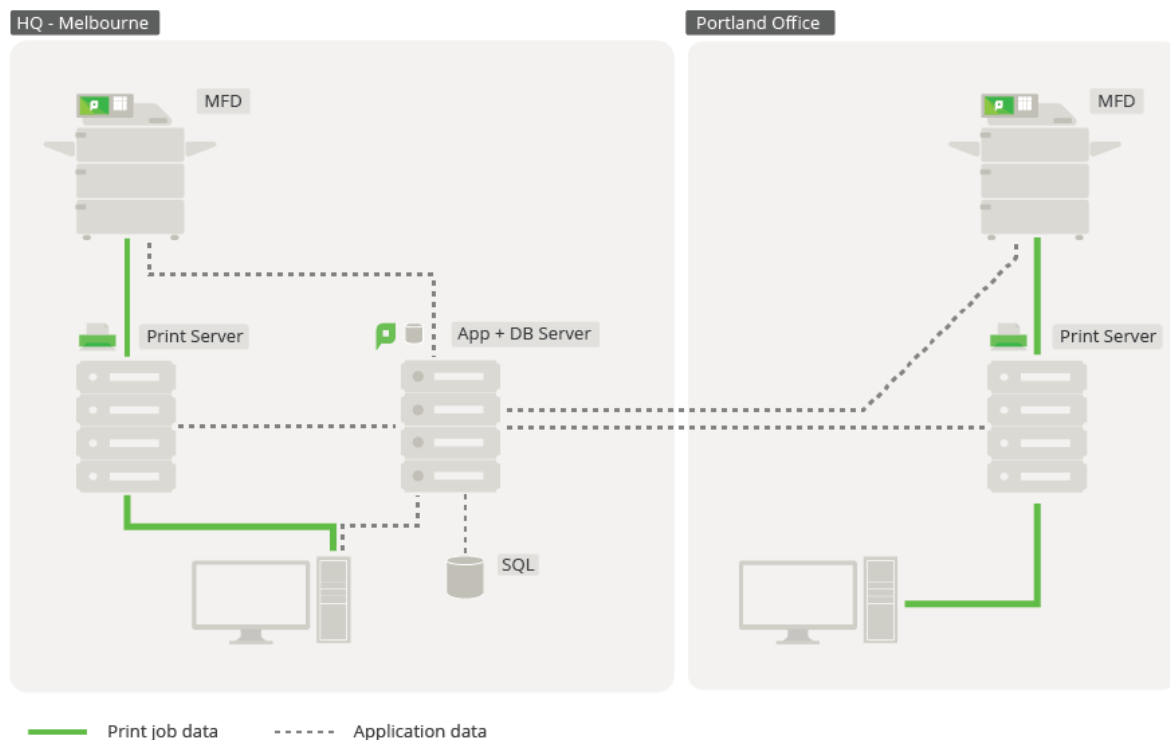 HQ - Melbourne
Portland Office
MFD
MFD
Print Server
App + DB Server
Print Server
SQL
Print job data
Application data